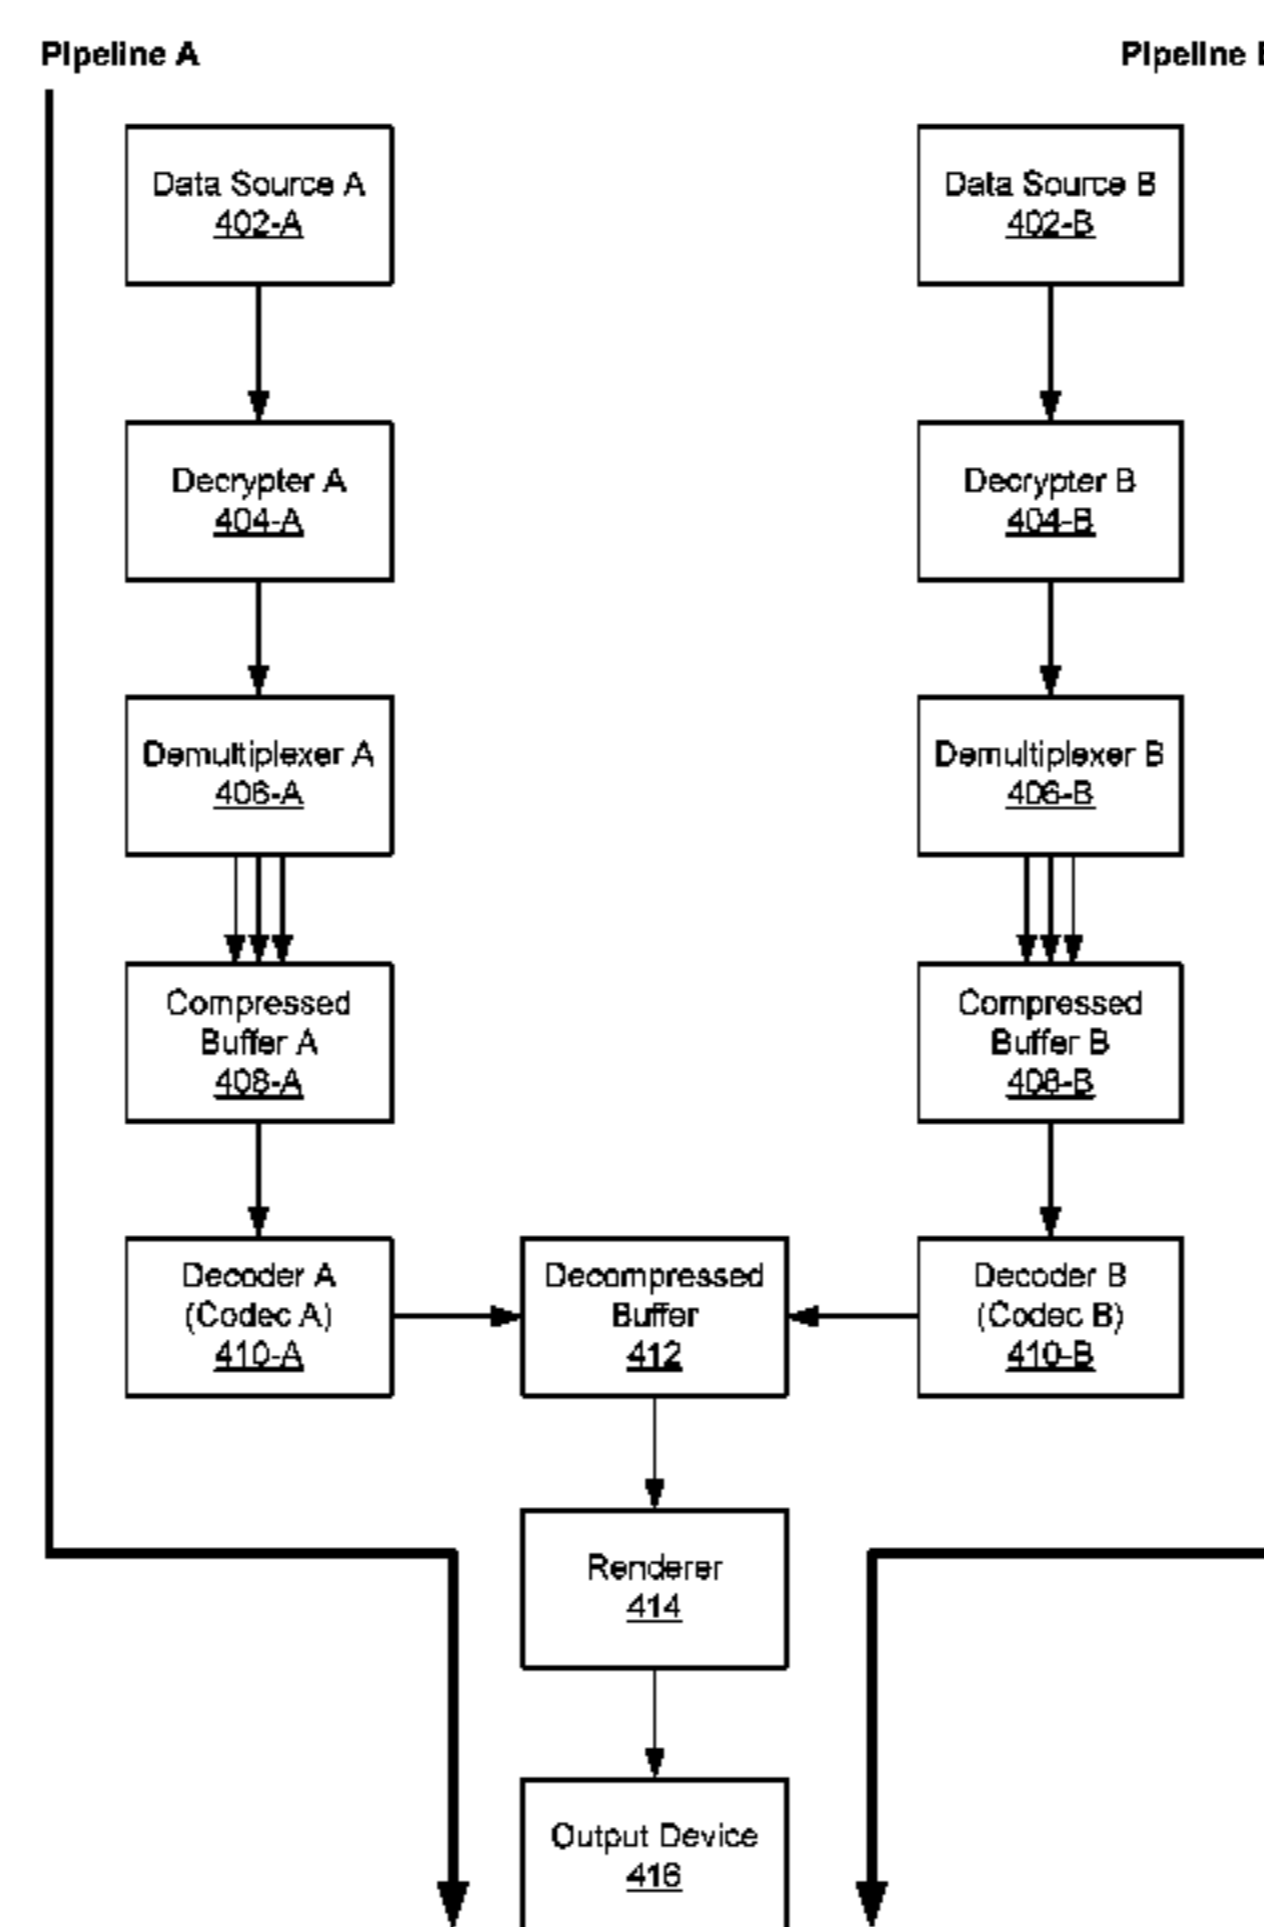 Pipeline A
Pipeline
Data Source A
402-A
Data Source B
402-B
Decrypter A
404-A
Decrypter B
404-B
Demultiplexer A
406-A
Demultiplexer B
406-B
Compressed
Buffer A
408-A
Compressed
Buffer B
408-B
Decoder A
(Codec A)
410-A
Decompressed
Buffer
412
Decoder B
(Codec B)
410-B
Renderer
414
Output Device
416